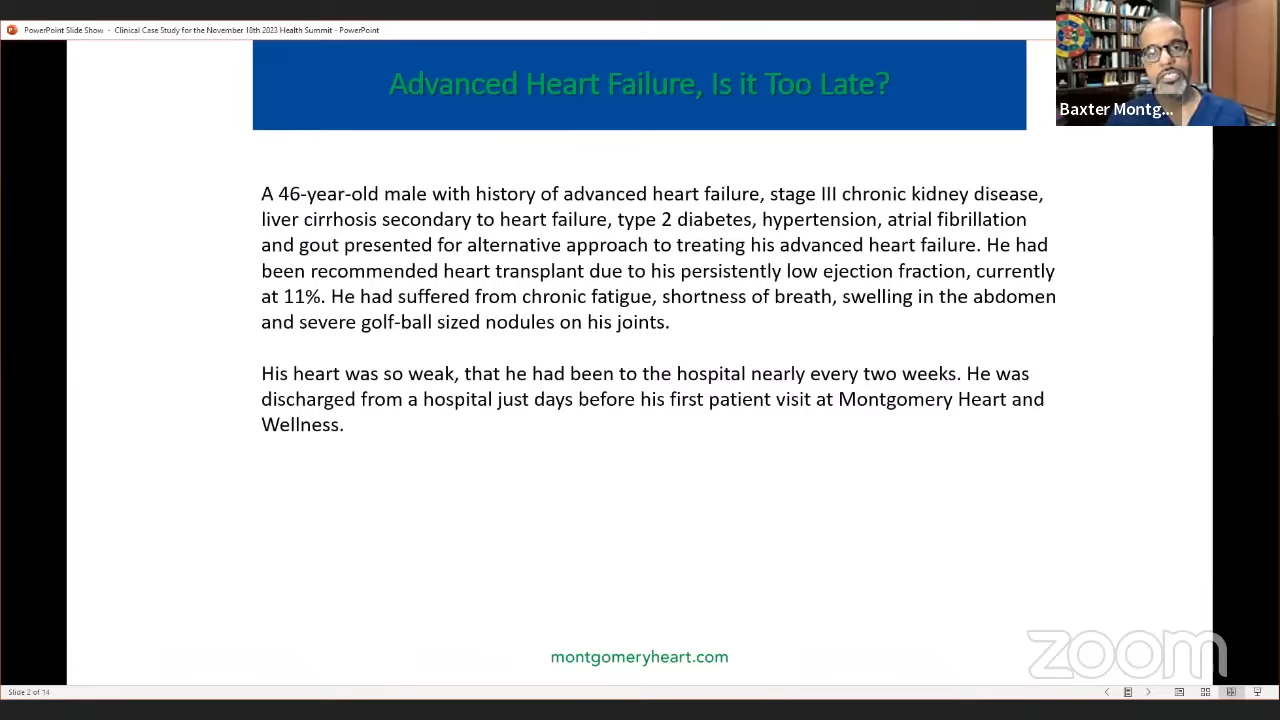 PowerPoint Slide Show - Clinical Case Study for the November 18th 2023 Health Summit - PowerPoint
Advanced Heart Failure, Is it Too Late?
Baxter Montg...
A 46-year-old male with history of advanced heart failure, stage III chronic kidney disease,
liver cirrhosis secondary to heart failure, type 2 diabetes, hypertension, atrial fibrillation
and gout presented for alternative approach to treating his advanced heart failure. He had
been recommended heart transplant due to his persistently low ejection fraction, currently
at 11%. He had suffered from chronic fatigue, shortness of breath, swelling in the abdomen
and severe golf-ball sized nodules on his joints.
His heart was so weak, that he had been to the hospital nearly every two weeks. He was
discharged from a hospital just days before his first patient visit at Montgomery Heart and
Wellness.
montgomeryheart.com
zoom
Slide 2 of 14